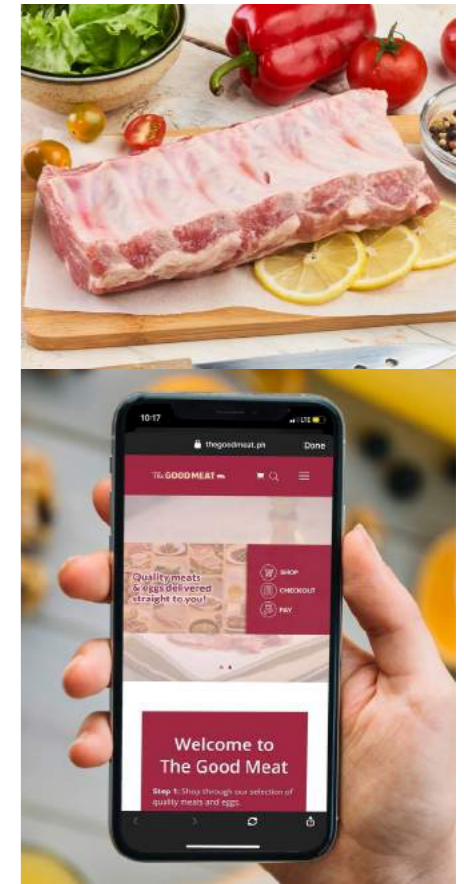 10:17
LTE
thegoodmeat.ph
Done
The GOOD MEAT
Quality meats
& eggs delivered
straight to you!
SHOP
CHECKOUT
PAY
Welcome to
The Good Meat
Step 1: Shop through our selection of
quality meats and eggs.